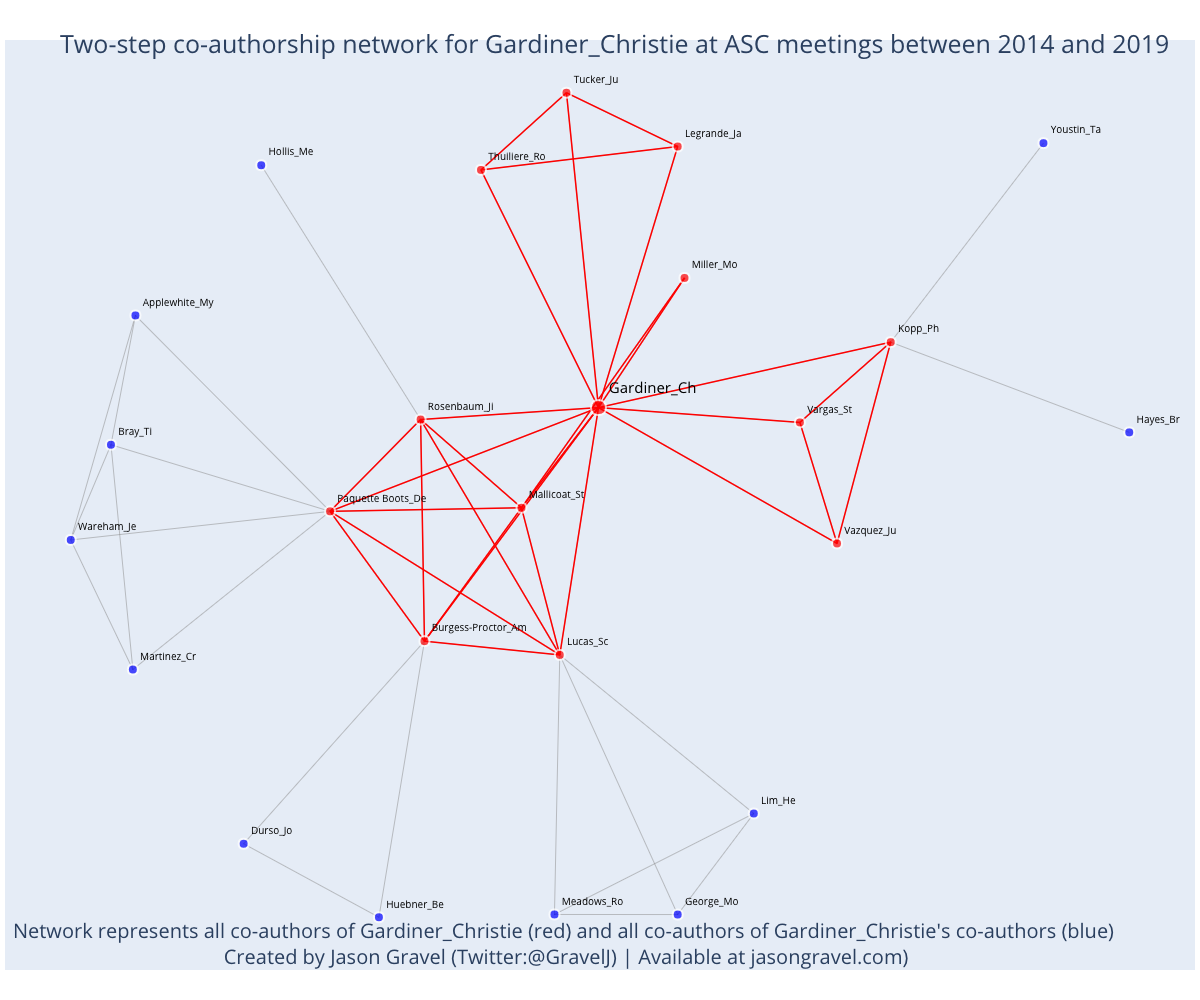 Two-step co-authorship network for Gardiner_Christie at ASC meetings between 2014 and 2019
Tucker_Ju
Legrande_Ja
Youstin_Ta
Hollis_Me
Thuiliere_Ro
Miller_Mo
Applewhite_My
Kopp_Ph
Gardiner_Ch
Rosenbaum_Ji
Vargas_St
Hayes_Br
Bray_Ti
Paquette Boots_De
Mallicoat_St
Wareham_Je
Vazquez_Ju
Burgess-Proctor_Am
Lucas_Sc
Martinez_Cr
Lim_He
Durso_Jo
Huebner_Be
Meadows_Ro
George_Mo
Network represents all co-authors of Gardiner_Christie (red) and all co-authors of Gardiner_Christie's co-authors (blue)
Created by Jason Gravel (Twitter:@GravelJ) | Available at jasongravel.com)